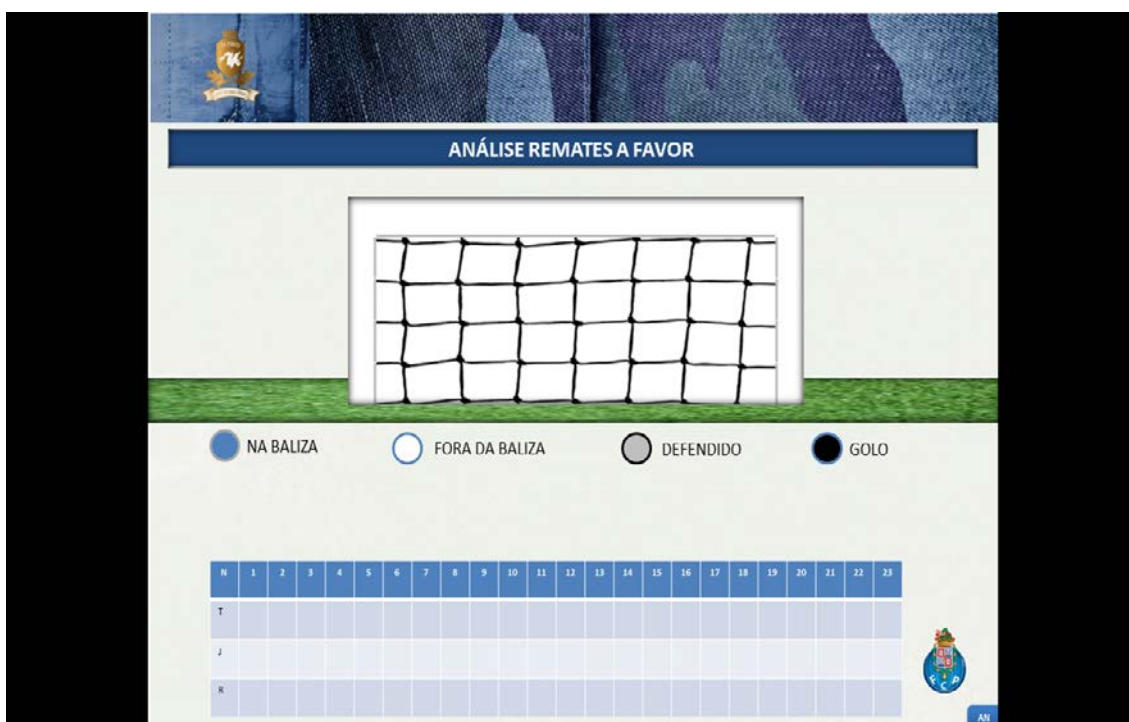 ANÁLISE REMATES A FAVOR
NA BALIZA FORA DA BALIZA DEFENDIDO GOLO
N 1 2 3 4 5 6 7 8 9 10 11 12 13 14 15 16 17 18 19 20 21 22 23
T
J
R
F C P
AN